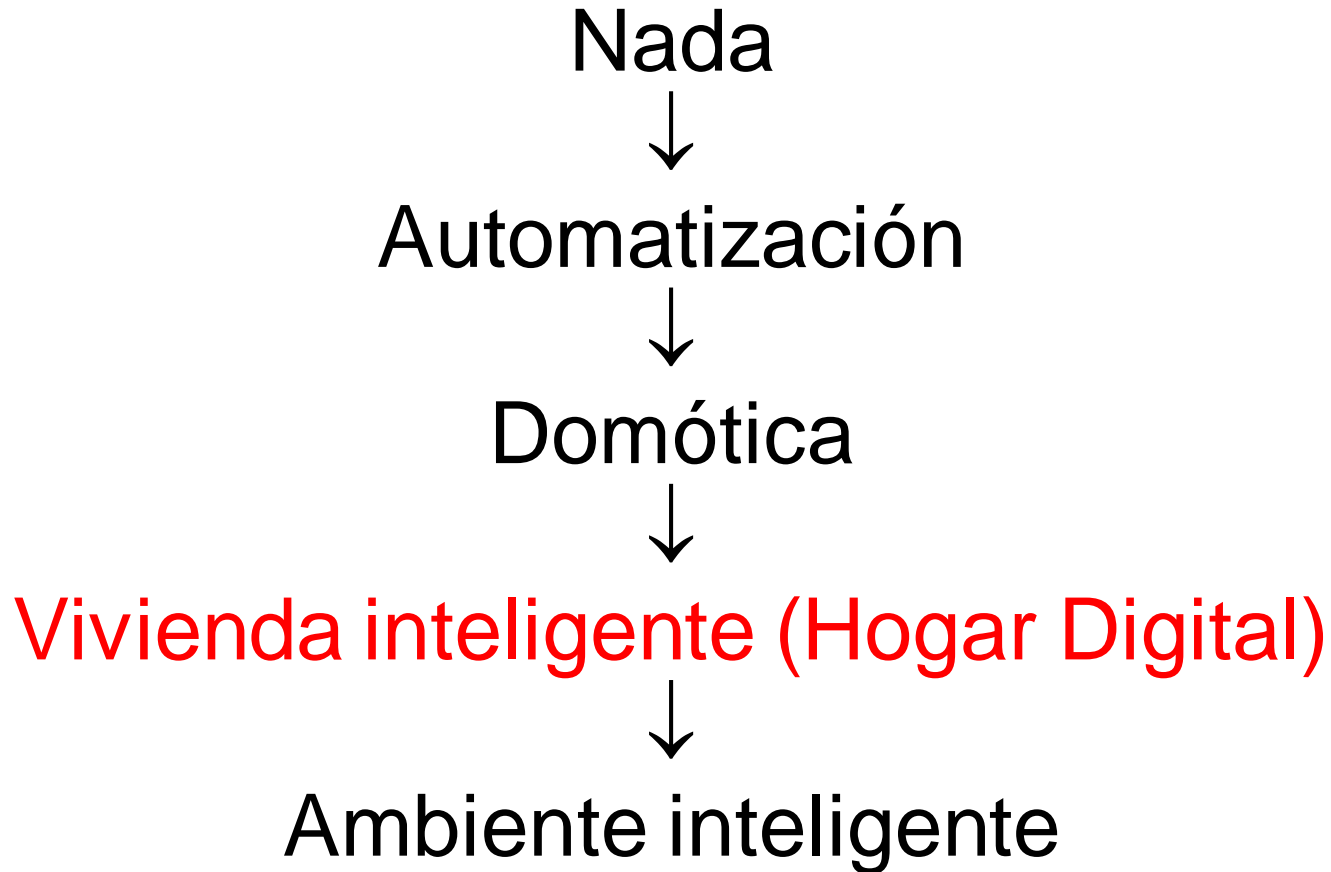 Nada
↓
Automatización
↓
Domótica
↓
Vivienda inteligente (Hogar Digital)
↓
Ambiente inteligente